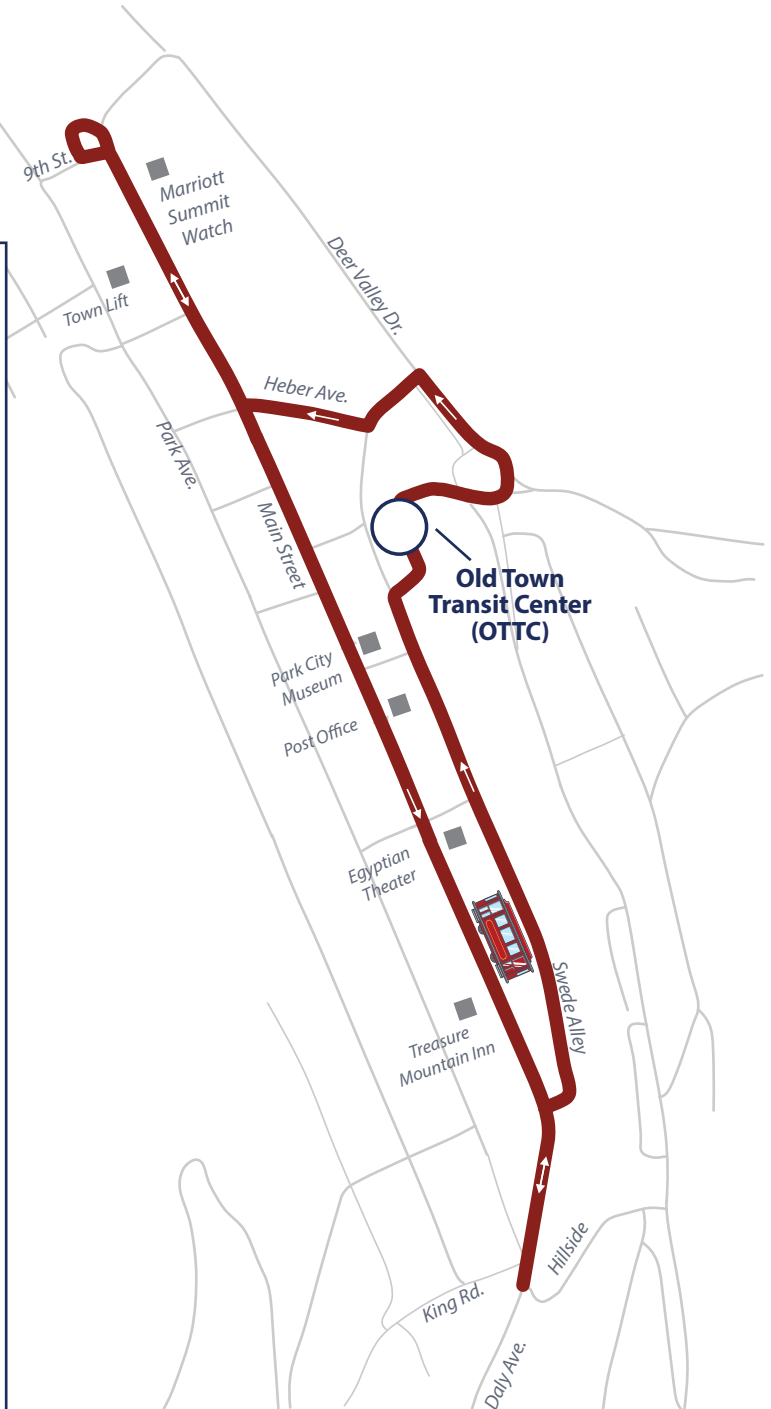 9th St.
Marriott
Summit
Watch
Deer Valley Dr.
Town Lift
Heber Ave.
Park Ave.
Main Street
Old Town
Transit Center
(OTTC)
Park City
Museum
Post Office
Egyptian
Theater
Swede Alley
Treasure
Mountain Inn
Hillside
King Rd.
Daly Ave.